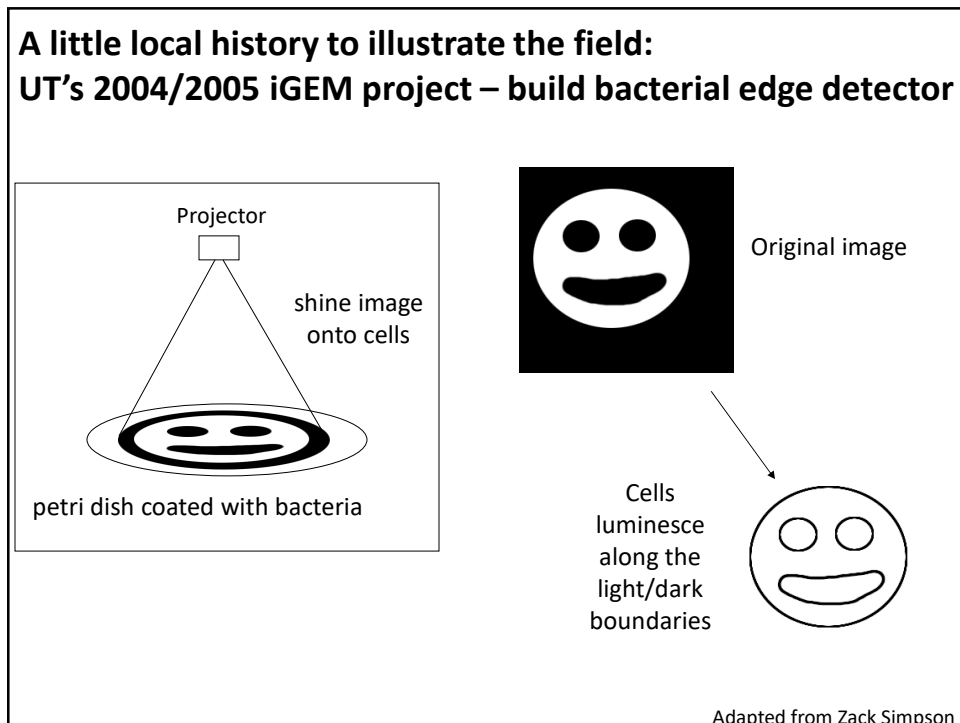 A little local history to illustrate the field:
UT's 2004/2005 iGEM project – build bacterial edge detector
Projector
shine image
onto cells
petri dish coated with bacteria
Original image
Cells
luminesce
along the
light/dark
boundaries
Adapted from Zack Simpson